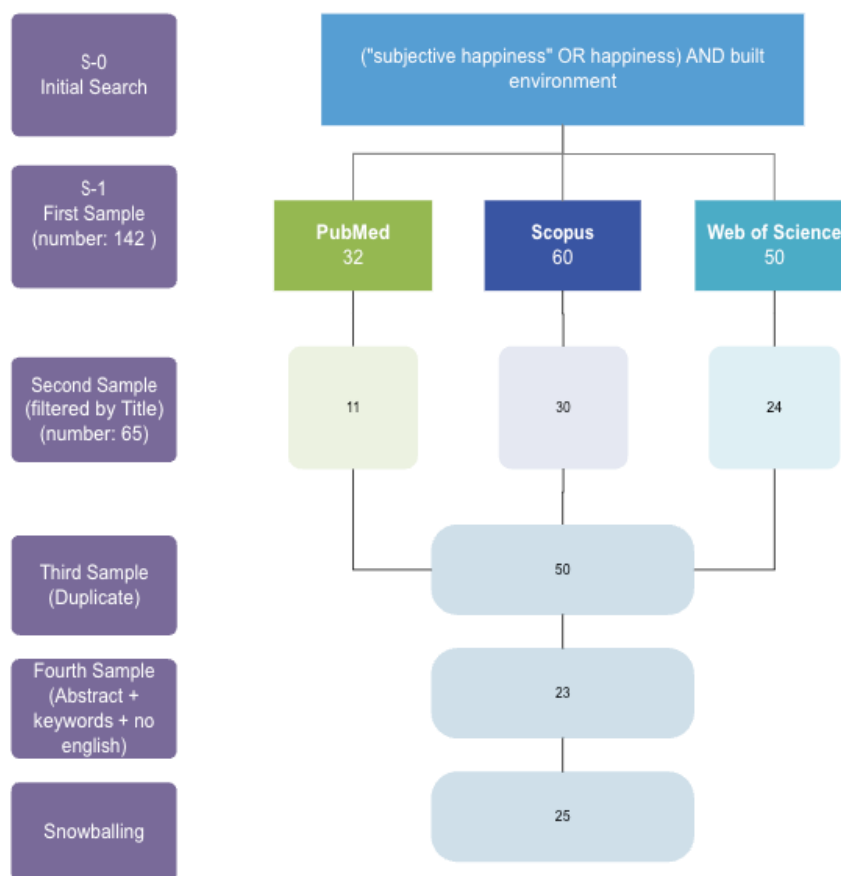 S-0
Initial Search
("subjective happiness" OR happiness) AND built
environment
S-1
First Sample
(number: 142 )
PubMed
32
Scopus
60
Web of Science
50
Second Sample
(filtered by Title)
(number: 65)
11
30
24
Third Sample
(Duplicate)
50
Fourth Sample
(Abstract +
keywords + no
english)
23
Snowballing
25